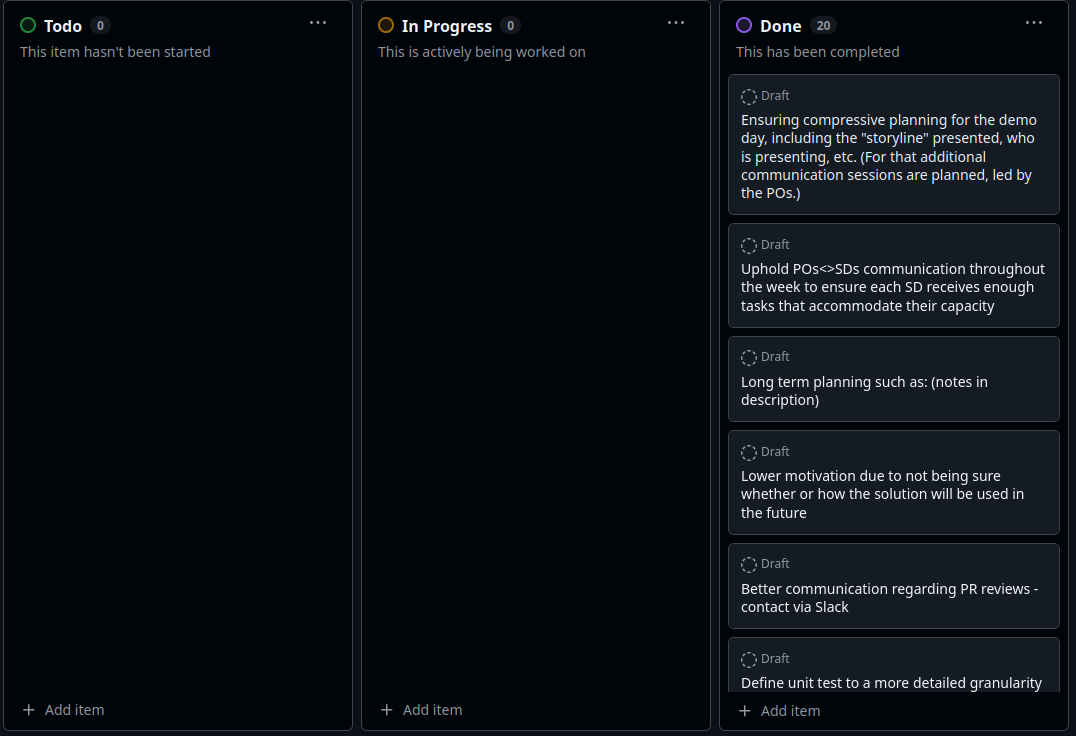 Todo 0 ...
This item hasn't been started
+ Add item
In Progress 0 ...
This is actively being worked on
+ Add item
Done 20 ...
This has been completed
Draft
Ensuring compressive planning for the demo
day, including the "storyline" presented, who
is presenting, etc. (For that additional
communication sessions are planned, led by
the POs.)
Draft
Uphold POs<>SDs communication throughout
the week to ensure each SD receives enough
tasks that accommodate their capacity
Draft
Long term planning such as: (notes in
description)
Draft
Lower motivation due to not being sure
whether or how the solution will be used in
the future
Draft
Better communication regarding PR reviews -
contact via Slack
Draft
Define unit test to a more detailed granularity
+ Add item